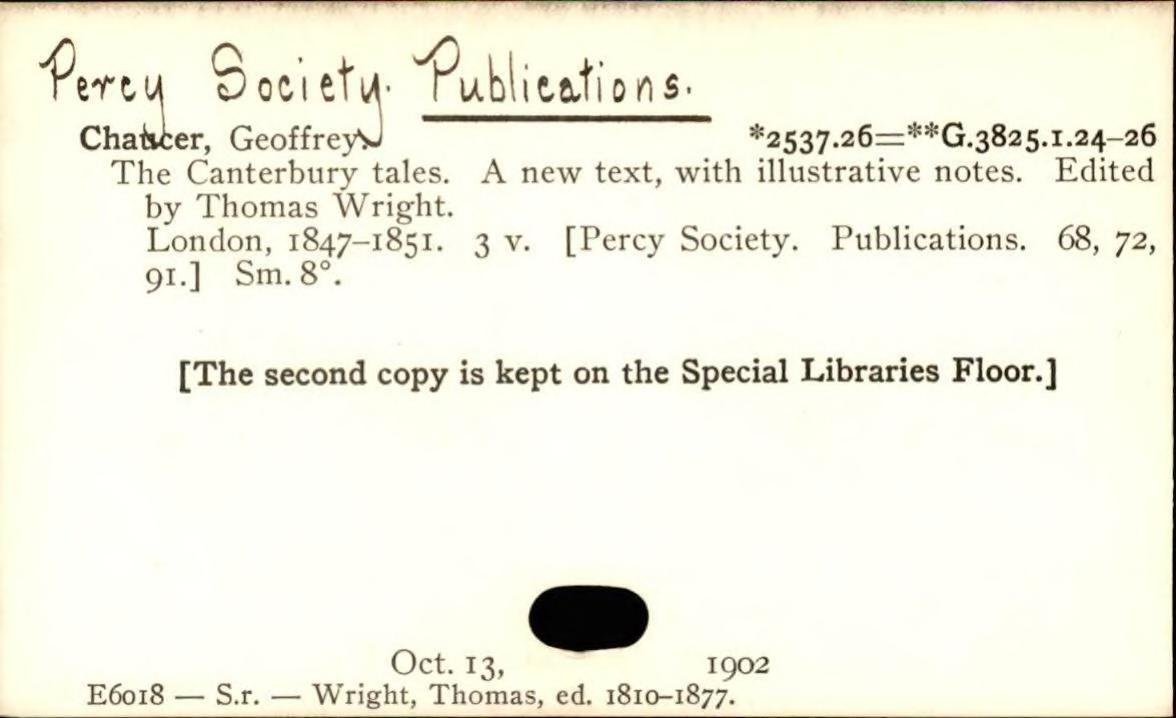 Percy Society. Publications.
Chaucer, Geoffrey. *2537.26=**G.3825.1.24-26
The Canterbury tales. A new text, with illustrative notes. Edited
by Thomas Wright.
London, 1847-1851. 3 v. [Percy Society. Publications. 68, 72,
91.] Sm. 8°.
[The second copy is kept on the Special Libraries Floor.]
Oct. 13, 1902
E6018 — S.r. — Wright, Thomas, ed. 1810-1877.